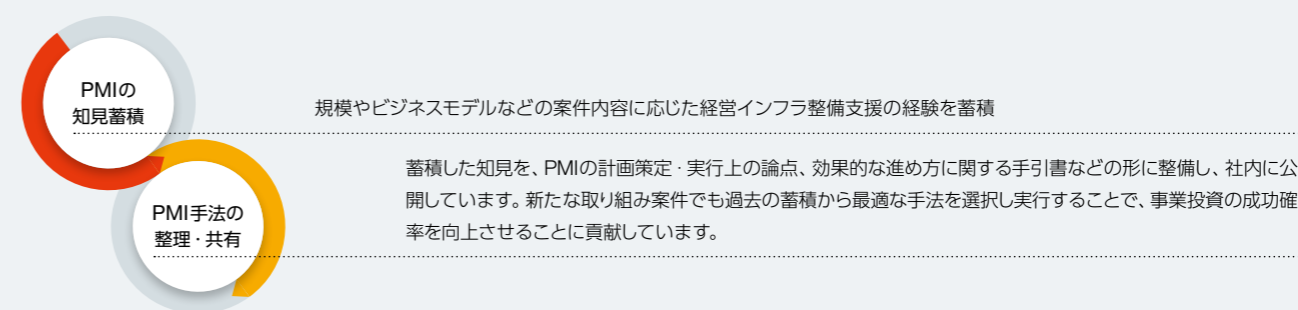 PMIの
知見蓄積
規模やビジネスモデルなどの案件内容に応じた経営インフラ整備支援の経験を蓄積
PMI手法の
整理・共有
蓄積した知見を、PMIの計画策定・実行上の論点、効果的な進め方に関する手引書などの形に整備し、社内に公
開しています。新たな取り組み案件でも過去の蓄積から最適な手法を選択し実行することで、事業投資の成功確
率を向上させることに貢献しています。